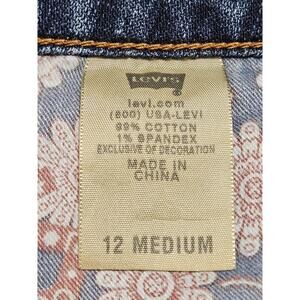 Levi's
levi.com
(800) USA-LEVI
99% COTTON
1% SPANDEX
EXCLUSIVE OF DECORATION
MADE IN
CHINA
12 MEDIUM